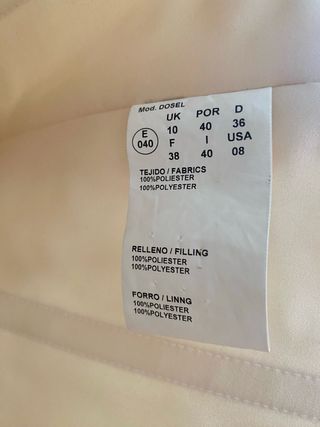 Mod. DOSEL
UK POR D
E 10 40 36
040 F I USA
38 40 08
TEJIDO / FABRICS
100%POLIESTER
100%POLYESTER
RELLENO / FILLING
100%POLIESTER
100%POLYESTER
FORRO / LINNG
100%POLIESTER
100%POLYESTER